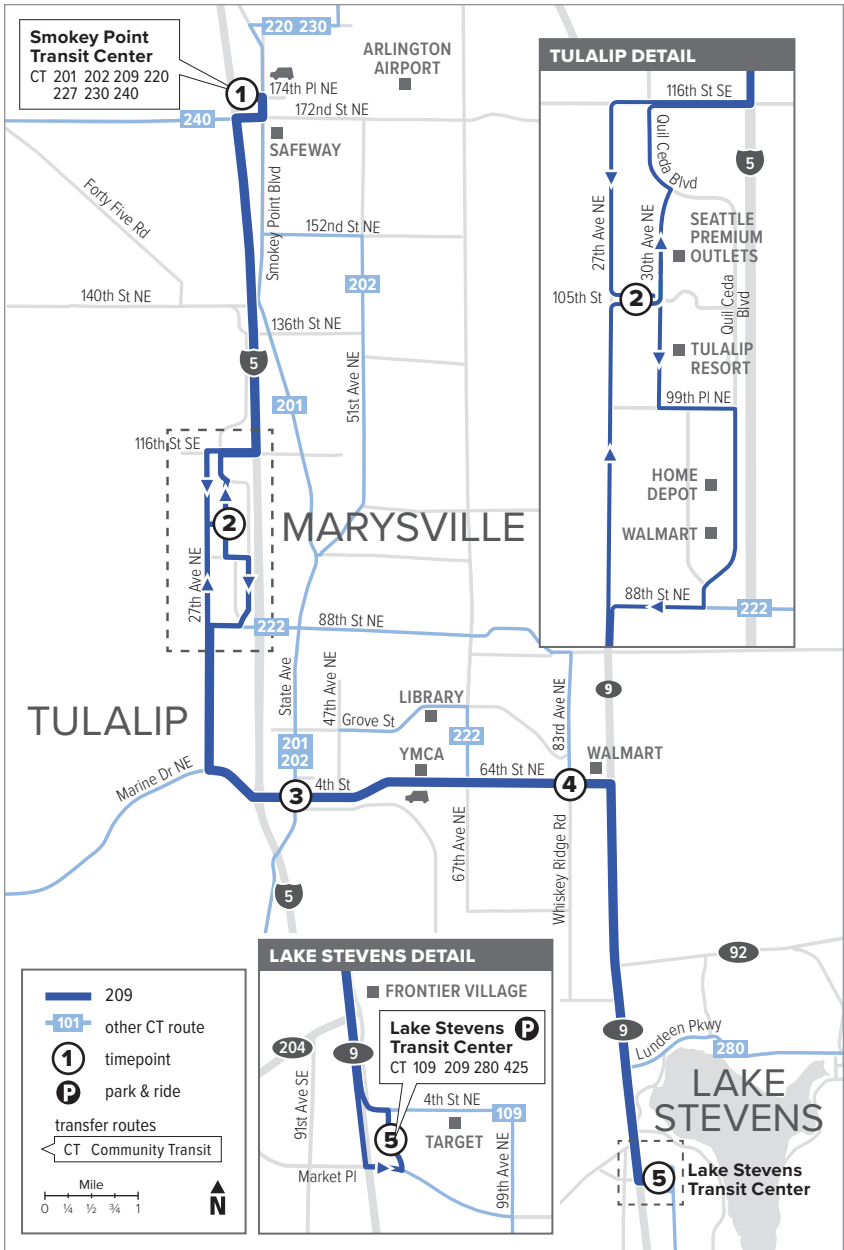 220 230
Smokey Point
Transit Center
CT 201 202 209 220
227 230 240
1
174th Pl NE
ARLINGTON
AIRPORT
240
172nd St NE
SAFEWAY
Forty Five Rd
Smokey Point Blvd
152nd St NE
202
140th St NE
136th St NE
5
201
51st Ave NE
116th St SE
2
MARYSVILLE
27th Ave NE
222
88th St NE
TULALIP
State Ave
47th Ave NE
LIBRARY
Grove St
222
83rd Ave NE
9
201
202
YMCA
WALMART
Marine Dr NE
3
4th St
64th St NE
4
67th Ave NE
Whiskey Ridge Rd
5
92
9
Lundeen Pkwy
280
LAKE
STEVENS
5
Lake Stevens
Transit Center
TULALIP DETAIL
116th St SE
Quil Ceda Blvd
5
27th Ave NE
30th Ave NE
SEATTLE
PREMIUM
OUTLETS
105th St
2
Quil Ceda
Blvd
TULALIP
RESORT
99th Pl NE
HOME
DEPOT
WALMART
88th St NE
222
LAKE STEVENS DETAIL
FRONTIER VILLAGE
Lake Stevens
Transit Center
P
CT 109 209 280 425
204
9
91st Ave SE
4th St NE
109
5
TARGET
Market Pl
99th Ave NE
209
101
other CT route
1
timepoint
P
park & ride
transfer routes
CT Community Transit
Mile
0 ¼ ½ ¾ 1
N